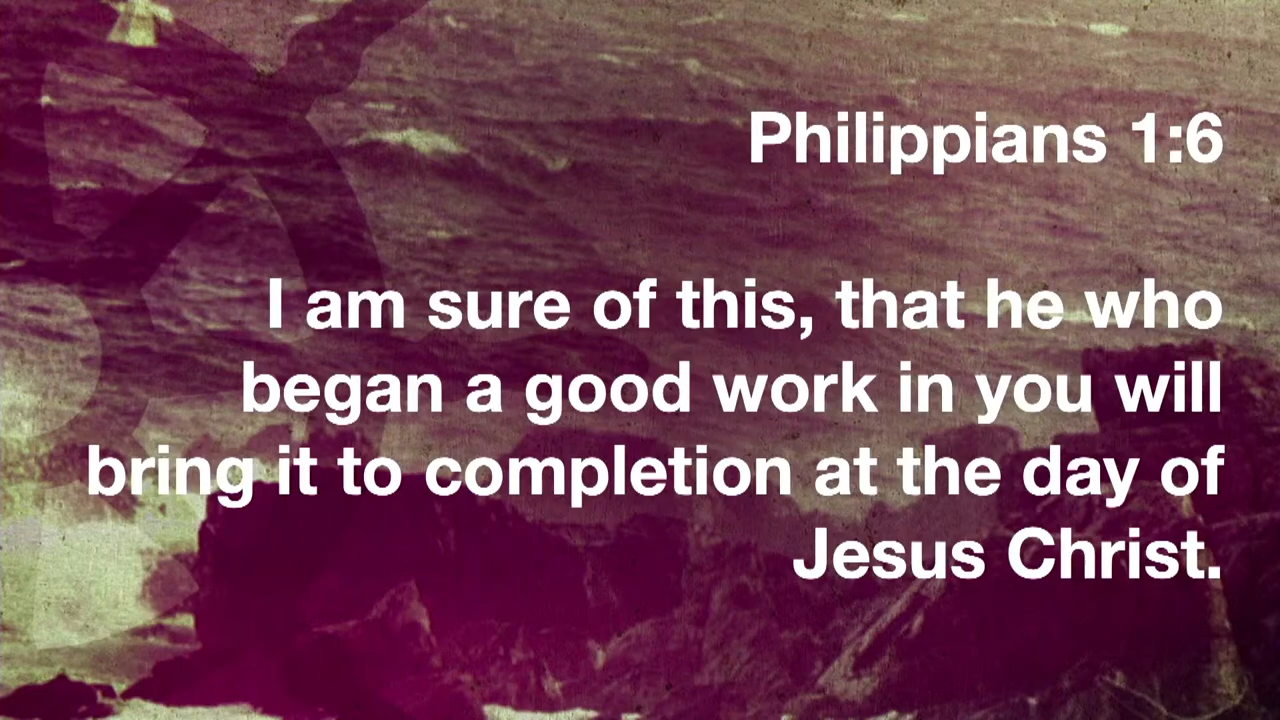 Philippians 1:6
I am sure of this, that he who
began a good work in you will
bring it to completion at the day of
Jesus Christ.